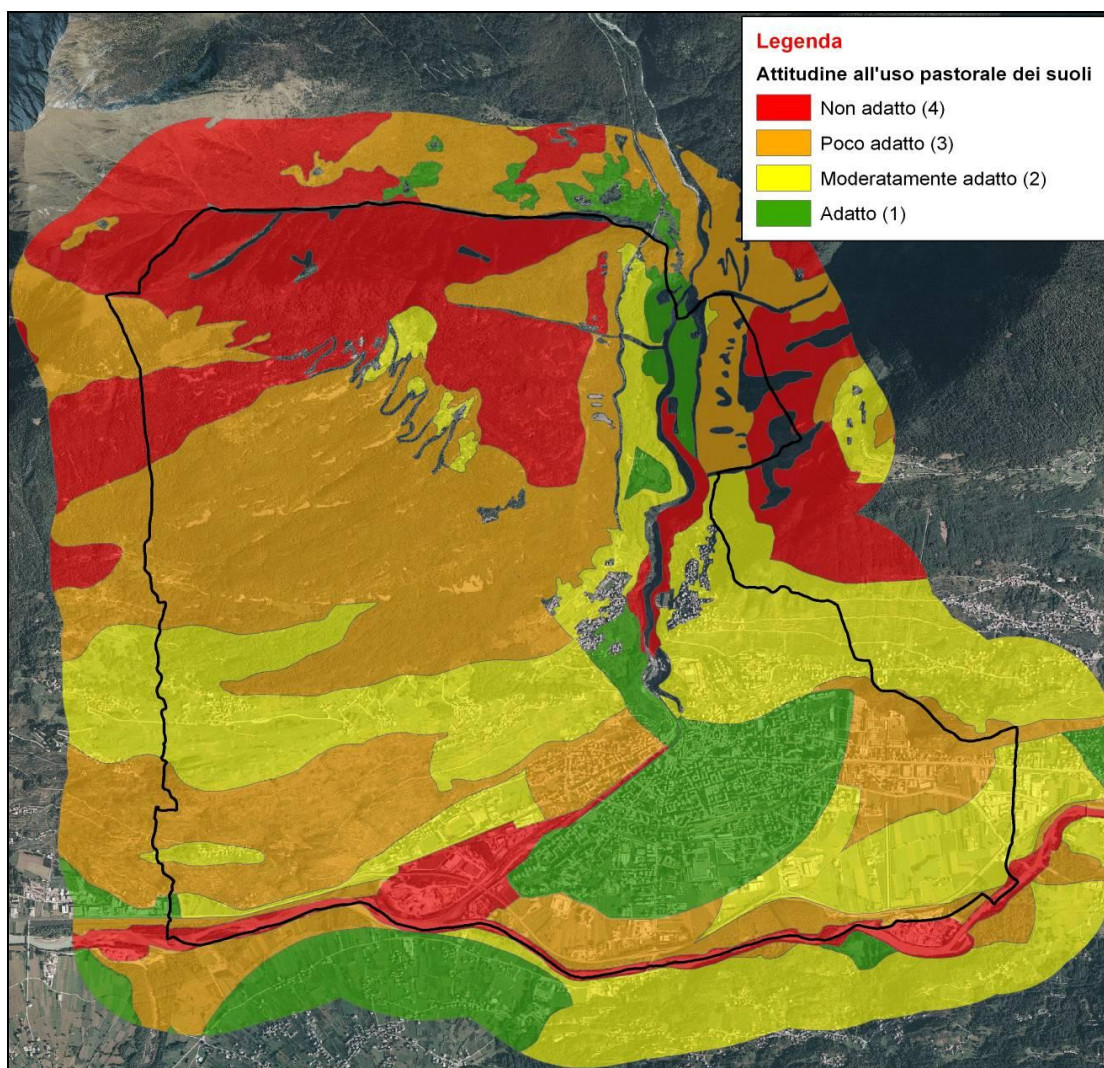 Legenda
Attitudine all'uso pastorale dei suoli
Non adatto (4)
Poco adatto (3)
Moderatamente adatto (2)
Adatto (1)